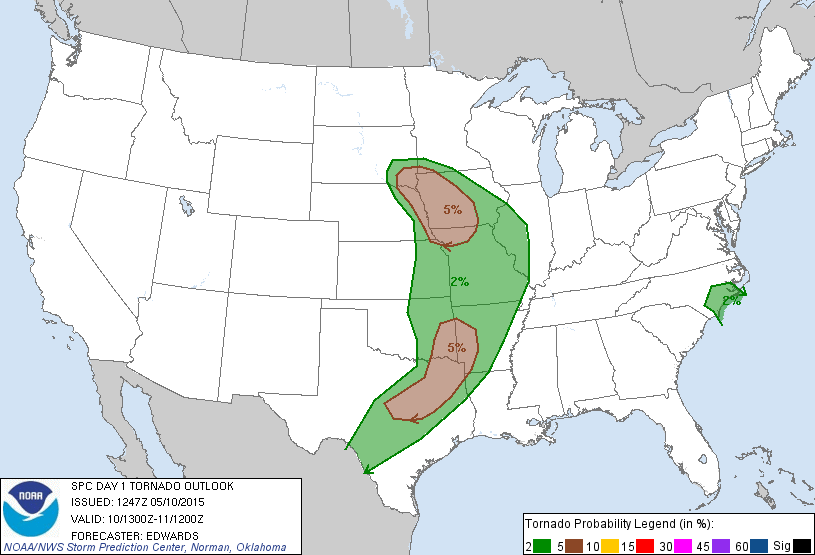 5%
2%
2%
5%
NOAA
SPC DAY 1 TORNADO OUTLOOK
ISSUED: 1247Z 05/10/2015
VALID: 10/1300Z-11/1200Z
FORECASTER: EDWARDS
NOAA/NWS Storm Prediction Center, Norman, Oklahoma
Tornado Probability Legend (in %):
2 5 10 15 30 45 60 Sig